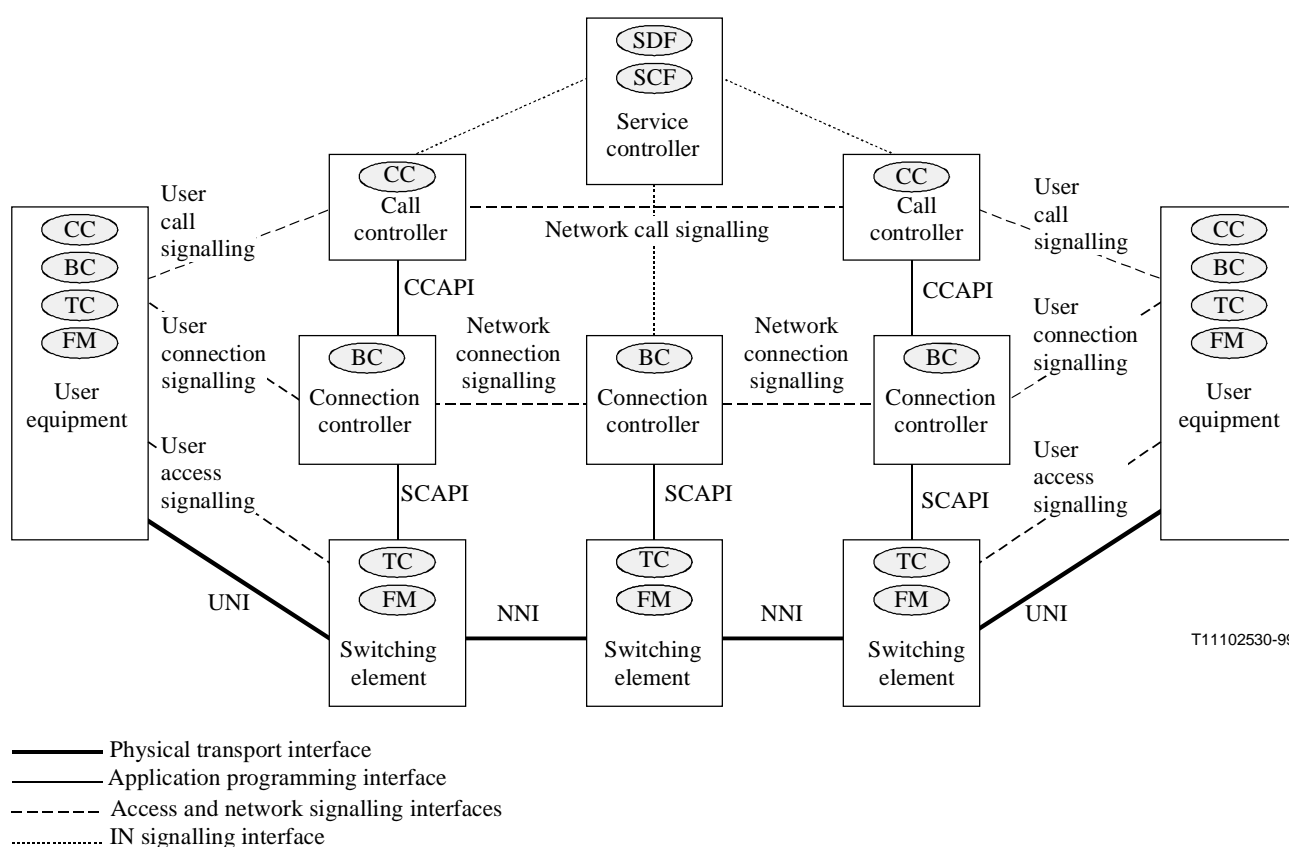 SDF
SCF
Service
controller
CC
Call
controller
CC
Call
controller
User
call
signalling
Network call signalling
User
call
signalling
CC
BC
TC
FM
User
equipment
CC
BC
TC
FM
User
equipment
CCAPI
CCAPI
User
connection
signalling
Network
connection
signalling
Network
connection
signalling
User
connection
signalling
BC
Connection
controller
BC
Connection
controller
BC
Connection
controller
User
access
signalling
User
access
signalling
SCAPI
SCAPI
SCAPI
TC
FM
Switching
element
TC
FM
Switching
element
TC
FM
Switching
element
UNI
NNI
NNI
UNI
T11102530-99
Physical transport interface
Application programming interface
Access and network signalling interfaces
IN signalling interface